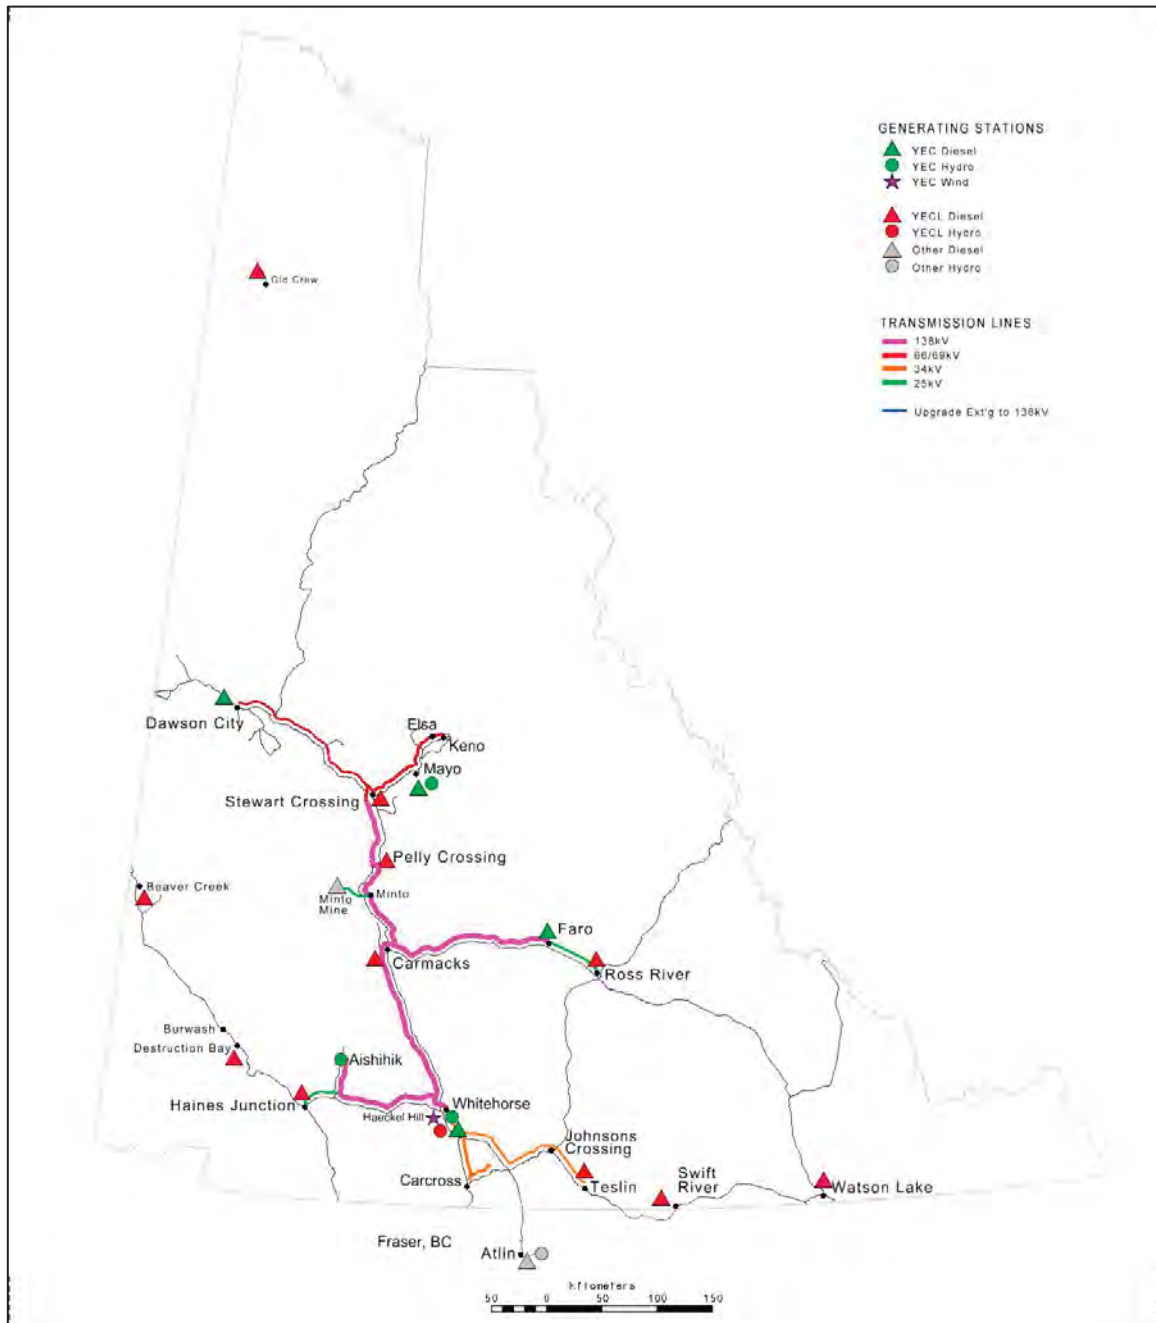 GENERATING STATIONS
YEC Diesel
YEC Hydro
YEC Wind
YECL Diesel
YECL Hydro
Other Diesel
Other Hydro
TRANSMISSION LINES
138kV
66/69kV
34kV
25kV
Upgrade Ext'g to 138kV
Old Crow
Dawson City
Elsa
Keno
Mayo
Stewart Crossing
Pelly Crossing
Beaver Creek
Minto
Minto
Mine
Faro
Carmacks
Ross River
Burwash
Destruction Bay
Aishihik
Haines Junction
Whitehorse
Haeckel Hill
Johnsons
Crossing
Carcross
Teslin
Swift
River
Watson Lake
Fraser, BC
Atlin
kilometers
50 0 50 100 150